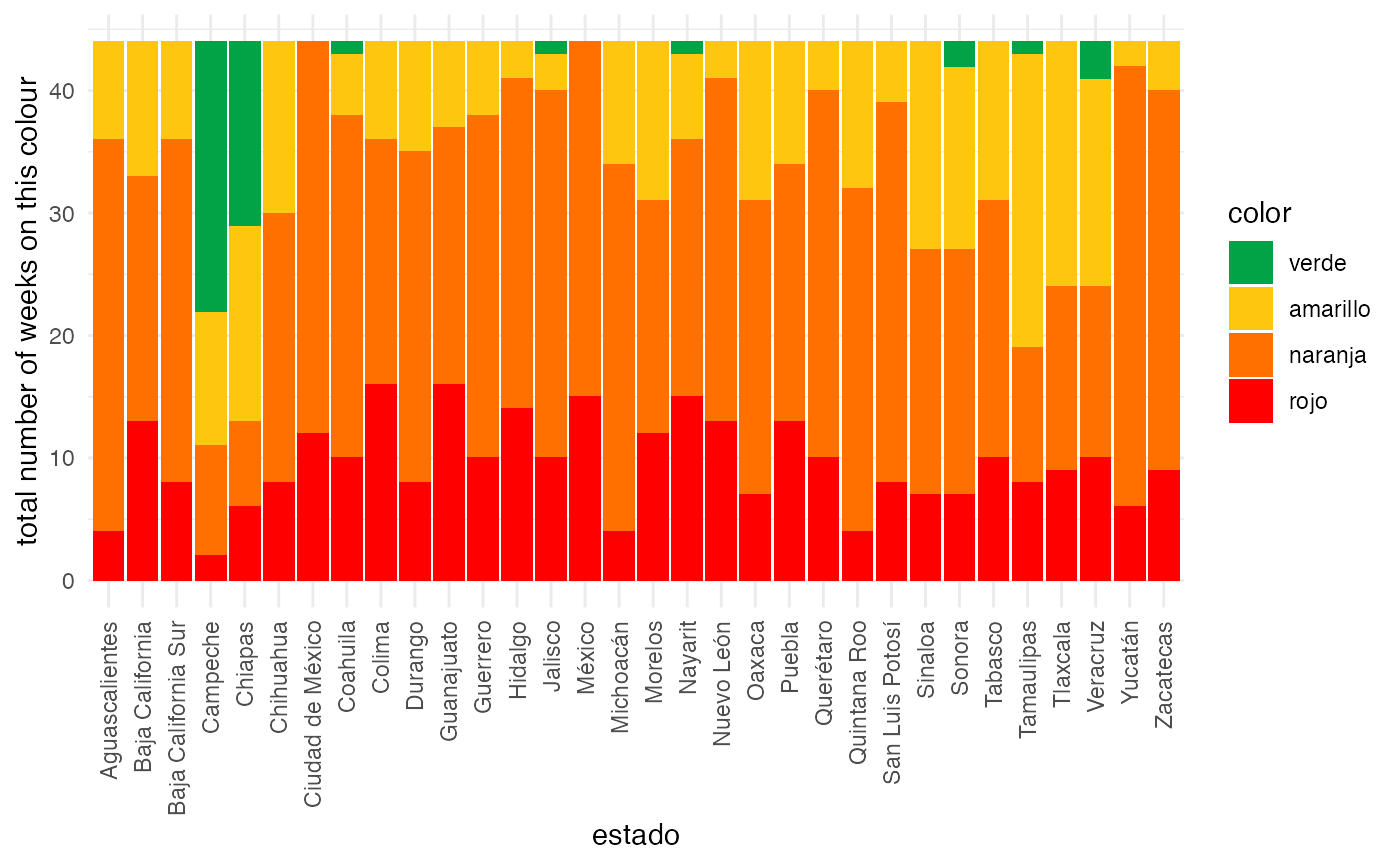 total number of weeks on this colour
40
30
20
10
0
Aguascalientes
Baja California
Baja California Sur
Campeche
Chiapas
Chihuahua
Ciudad de México
Coahuila
Colima
Durango
Guanajuato
Guerrero
Hidalgo
Jalisco
México
Michoacán
Morelos
Nayarit
Nuevo León
Oaxaca
Puebla
Querétaro
Quintana Roo
San Luis Potosí
Sinaloa
Sonora
Tabasco
Tamaulipas
Tlaxcala
Veracruz
Yucatán
Zacatecas
estado
color
verde
amarillo
naranja
rojo